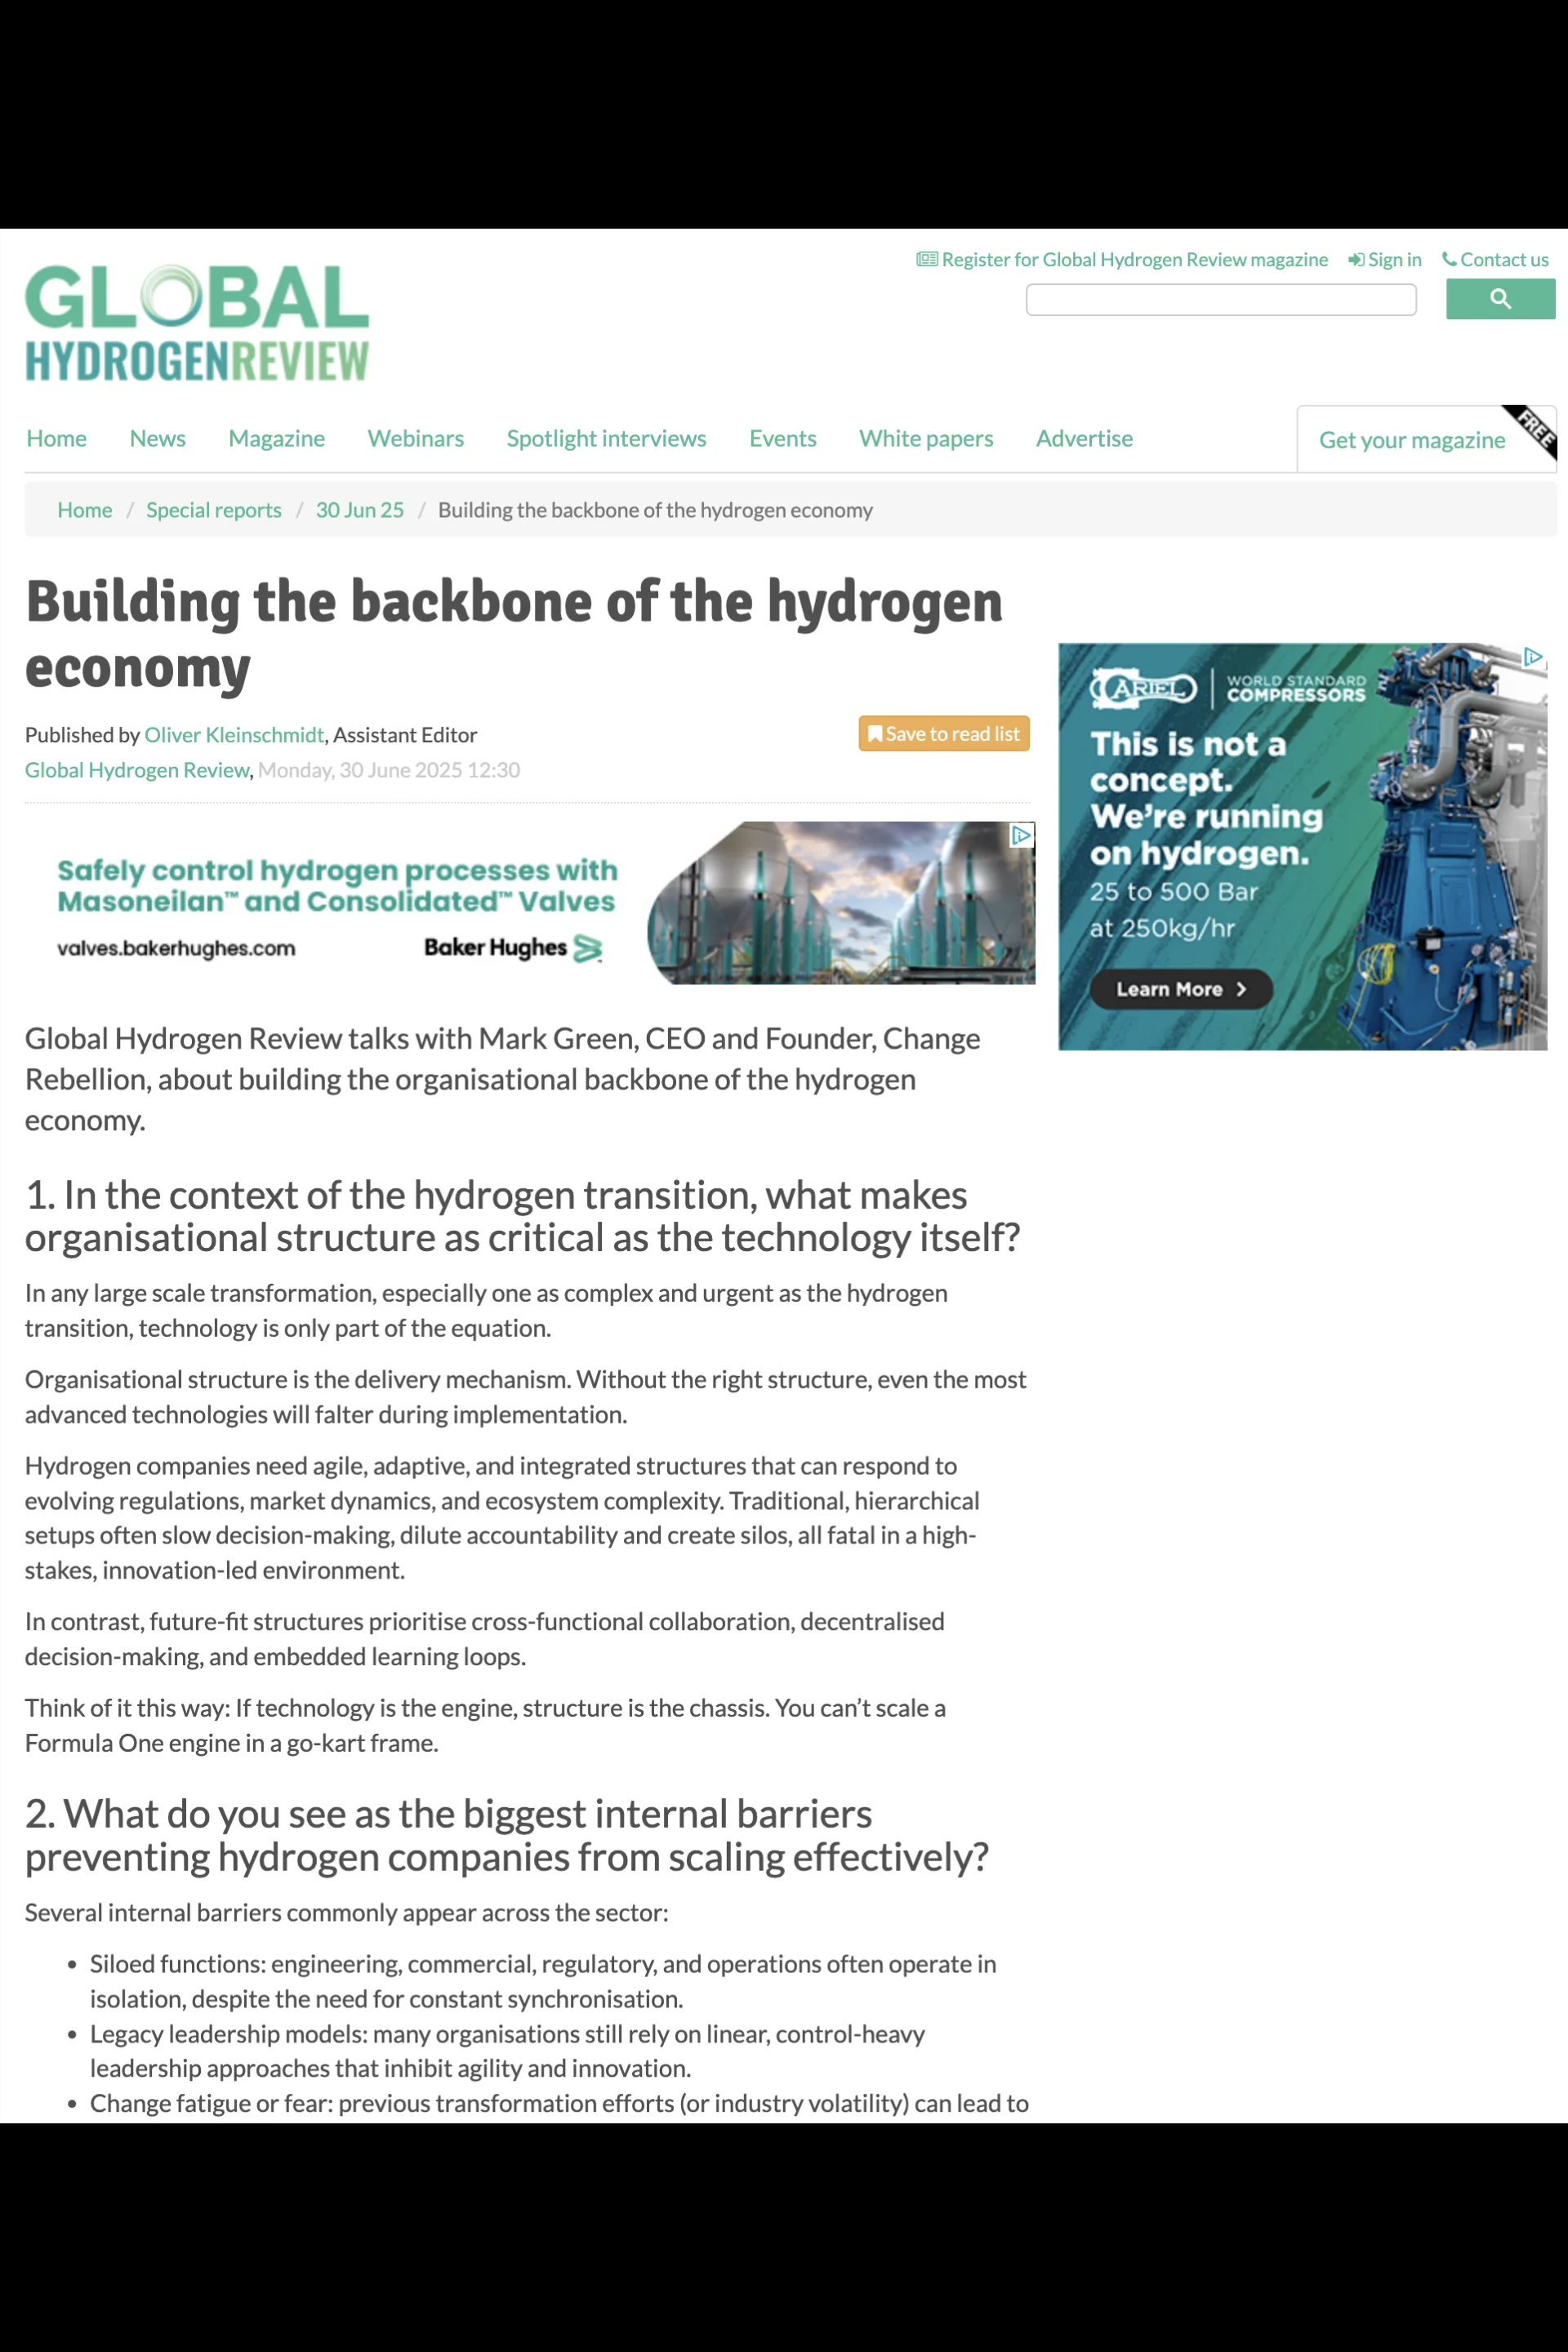 GLOBAL
HYDROGENREVIEW
Register for Global Hydrogen Review magazine Sign in Contact us
Home News Magazine Webinars Spotlight interviews Events White papers Advertise
Get your magazine
FREE
Home / Special reports / 30 Jun 25 / Building the backbone of the hydrogen economy
Building the backbone of the hydrogen
economy
Published by Oliver Kleinschmidt, Assistant Editor
Save to read list
Global Hydrogen Review, Monday, 30 June 2025 12:30
Safely control hydrogen processes with
Masoneilan™ and Consolidated™ Valves
valves.bakerhughes.com Baker Hughes
ARIEL | WORLD STANDARD
COMPRESSORS
This is not a
concept.
We're running
on hydrogen.
25 to 500 Bar
at 250kg/hr
Learn More
Global Hydrogen Review talks with Mark Green, CEO and Founder, Change
Rebellion, about building the organisational backbone of the hydrogen
economy.
1. In the context of the hydrogen transition, what makes
organisational structure as critical as the technology itself?
In any large scale transformation, especially one as complex and urgent as the hydrogen
transition, technology is only part of the equation.
Organisational structure is the delivery mechanism. Without the right structure, even the most
advanced technologies will falter during implementation.
Hydrogen companies need agile, adaptive, and integrated structures that can respond to
evolving regulations, market dynamics, and ecosystem complexity. Traditional, hierarchical
setups often slow decision-making, dilute accountability and create silos, all fatal in a high-
stakes, innovation-led environment.
In contrast, future-fit structures prioritise cross-functional collaboration, decentralised
decision-making, and embedded learning loops.
Think of it this way: If technology is the engine, structure is the chassis. You can’t scale a
Formula One engine in a go-kart frame.
2. What do you see as the biggest internal barriers
preventing hydrogen companies from scaling effectively?
Several internal barriers commonly appear across the sector:
• Siloed functions: engineering, commercial, regulatory, and operations often operate in
isolation, despite the need for constant synchronisation.
• Legacy leadership models: many organisations still rely on linear, control-heavy
leadership approaches that inhibit agility and innovation.
• Change fatigue or fear: previous transformation efforts (or industry volatility) can lead to